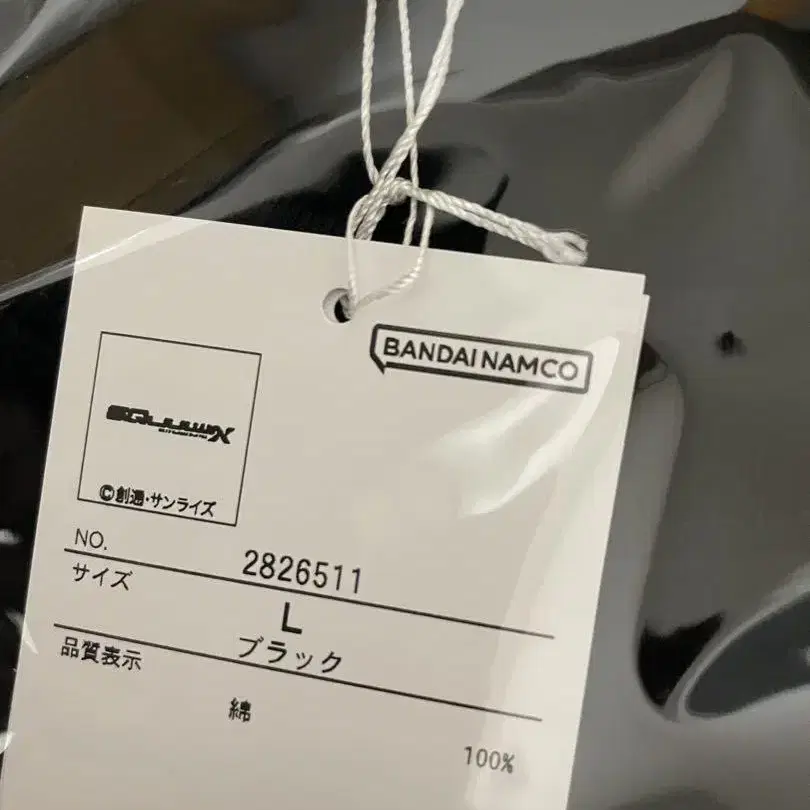 BANDAI NAMCO
GQuuuuuuX
©創通・サンライズ
NO.
2826511
サイズ
L
ブラック
品質表示
綿
100%